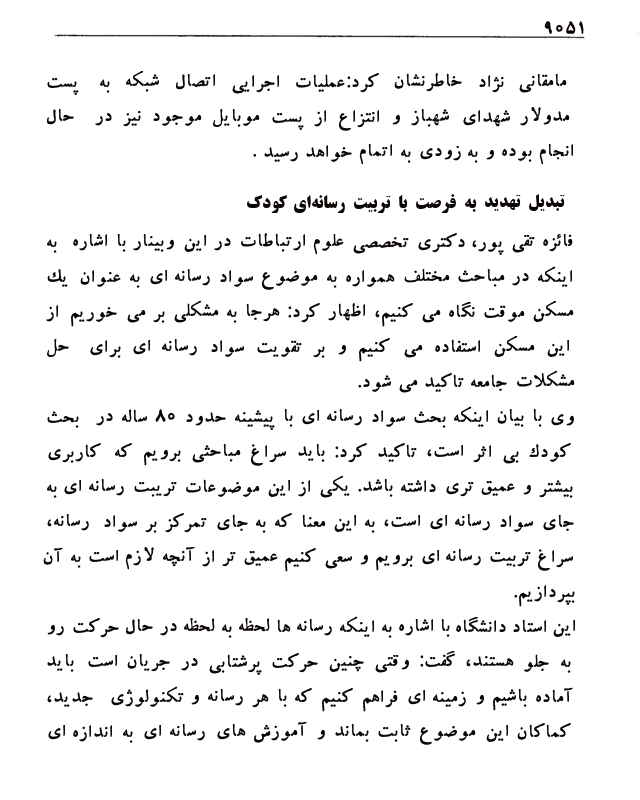 ۹۰۵۱
مامقانی نژاد خاطرنشان کرد:عملیات اجرایی اتصال شبکه به پست
مدولار شهدای شهباز و انتزاع از پست موبایل موجود نیز در حال
انجام بوده و به زودی به اتمام خواهد رسید .
تبدیل تهدید به فرصت با تربیت رسانه‌ای کودک
فائزه تقی پور، دکتری تخصصی علوم ارتباطات در این وبینار با اشاره به
اینکه در مباحث مختلف همواره به موضوع سواد رسانه ای به عنوان یك
مسکن موقت نگاه می کنیم، اظهار کرد: هرجا به مشکلی بر می خوریم از
این مسکن استفاده می کنیم و بر تقویت سواد رسانه ای برای حل
مشکلات جامعه تاکید می شود.
وی با بیان اینکه بحث سواد رسانه ای با پیشینه حدود ۸۰ ساله در بحث
کودك بی اثر است، تاکید کرد: باید سراغ مباحثی برویم که کاربری
بیشتر و عمیق تری داشته باشد. یکی از این موضوعات تریبت رسانه ای به
جای سواد رسانه ای است، به این معنا که به جای تمرکز بر سواد رسانه،
سراغ تربیت رسانه ای برویم و سعی کنیم عمیق تر از آنچه لازم است به آن
بپردازیم.
این استاد دانشگاه با اشاره به اینکه رسانه ها لحظه به لحظه در حال حرکت رو
به جلو هستند، گفت: وقتی چنین حرکت پرشتابی در جریان است باید
آماده باشیم و زمینه ای فراهم کنیم که با هر رسانه و تکنولوژی جدید،
کماکان این موضوع ثابت بماند و آموزش های رسانه ای به اندازه ای